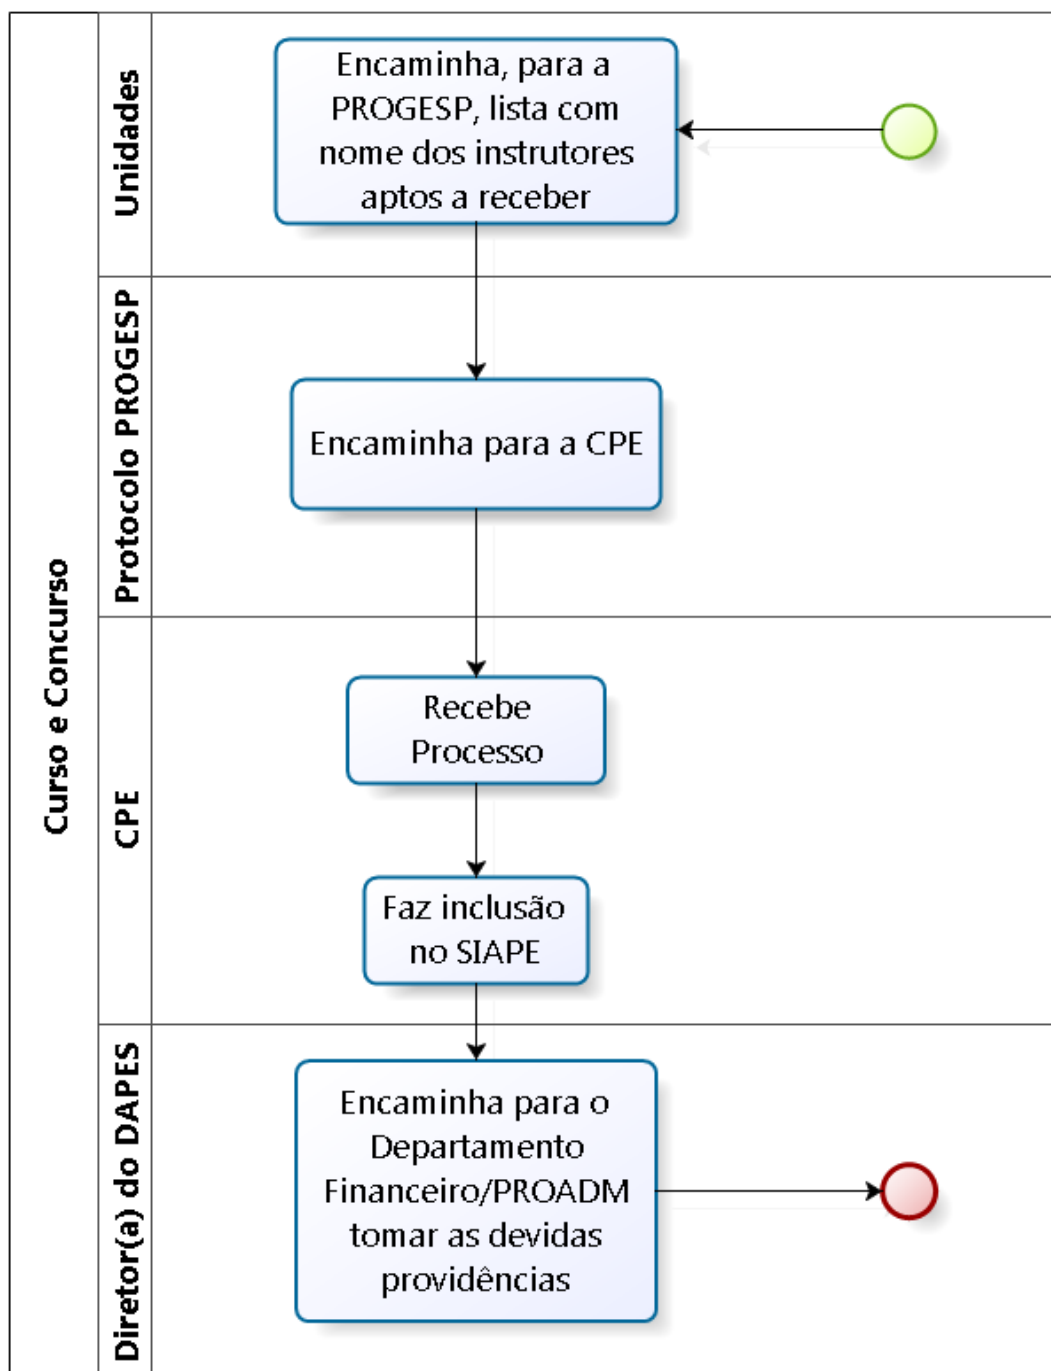 Curso e Concurso
Unidades
Encaminha, para a
PROGESP, lista com
nome dos instrutores
aptos a receber
Protocolo PROGESP
Encaminha para a CPE
CPE
Recebe
Processo
Faz inclusão
no SIAPE
Diretor(a) do DAPES
Encaminha para o
Departamento
Financeiro/PROADM
tomar as devidas
providências